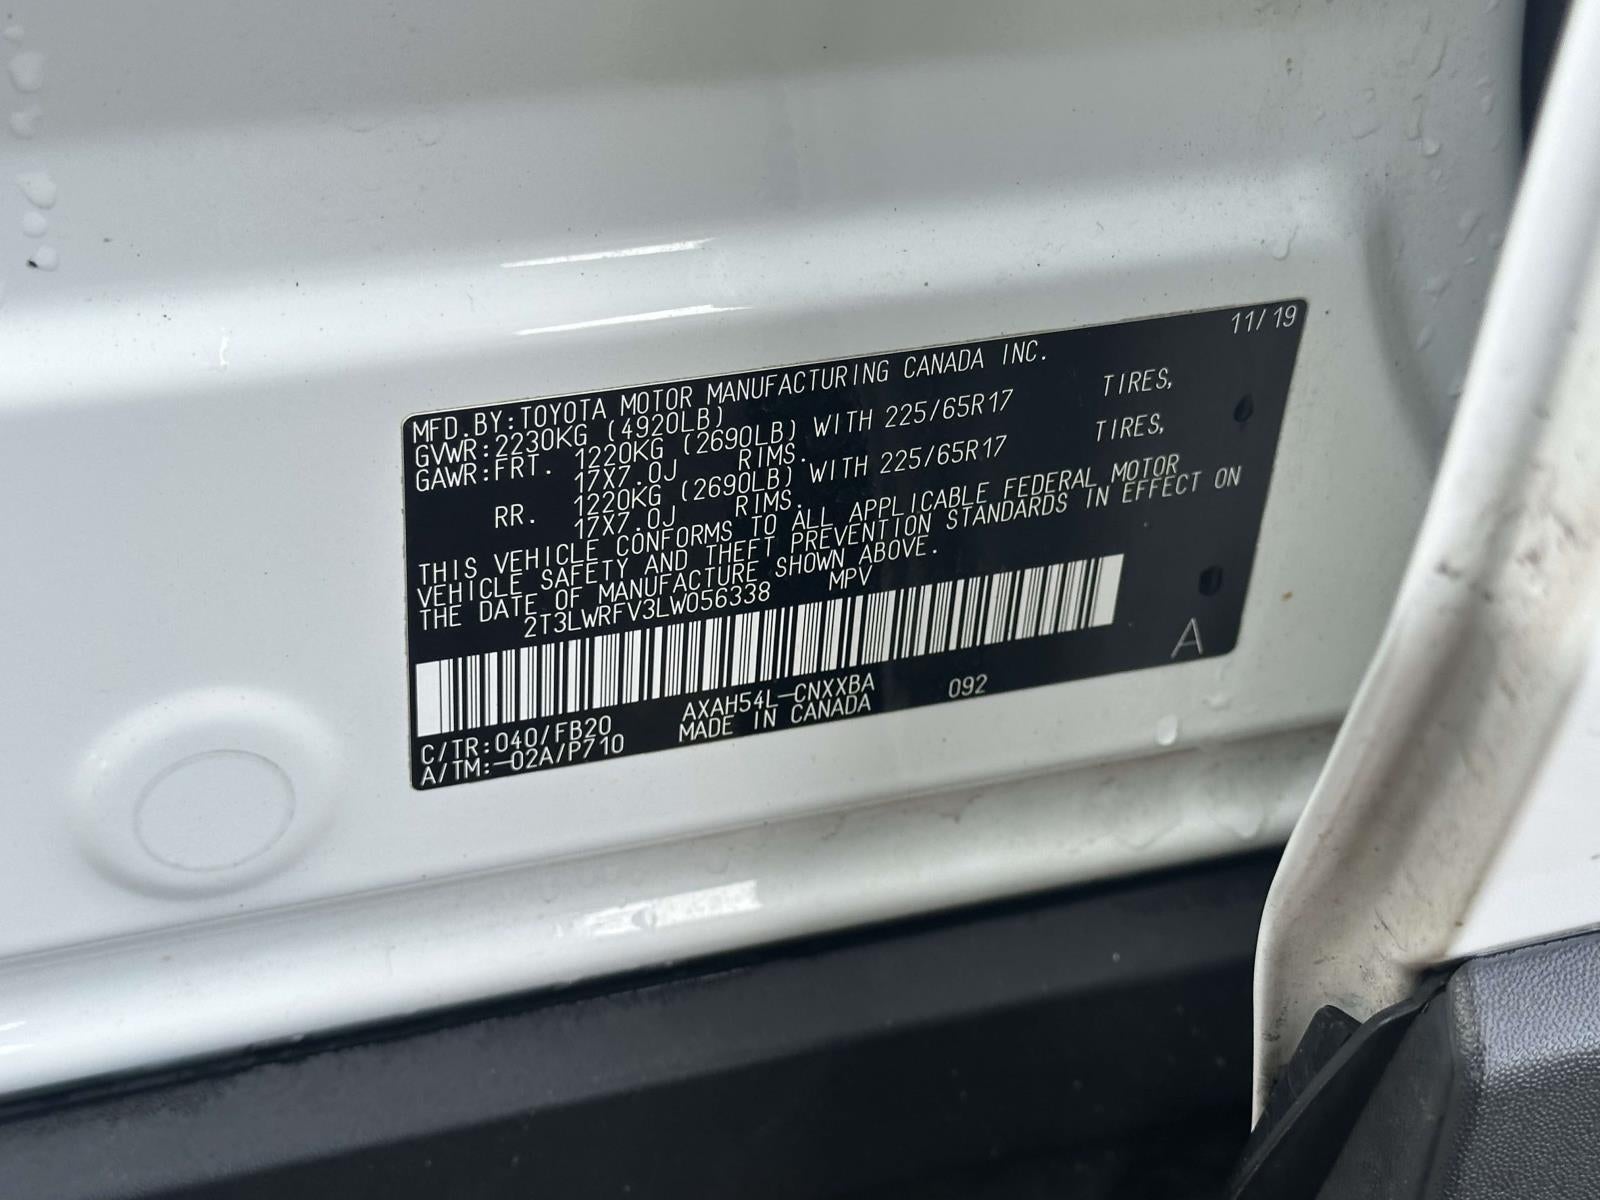 11/19
MFD.BY:TOYOTA MOTOR MANUFACTURING CANADA INC.
GVWR:2230KG (4920LB)
GAWR:FRT. 1220KG (2690LB) WITH 225/65R17 TIRES,
17X7.0J RIMS.
RR. 1220KG (2690LB) WITH 225/65R17 TIRES,
17X7.0J RIMS.
THIS VEHICLE CONFORMS TO ALL APPLICABLE FEDERAL MOTOR
VEHICLE SAFETY AND THEFT PREVENTION STANDARDS IN EFFECT ON
THE DATE OF MANUFACTURE SHOWN ABOVE.
2T3LWRFV3LW056338 MPV
A
C/TR:040/FB20 AXAH54L-CNXXBA 092
A/TM:-02A/P710 MADE IN CANADA